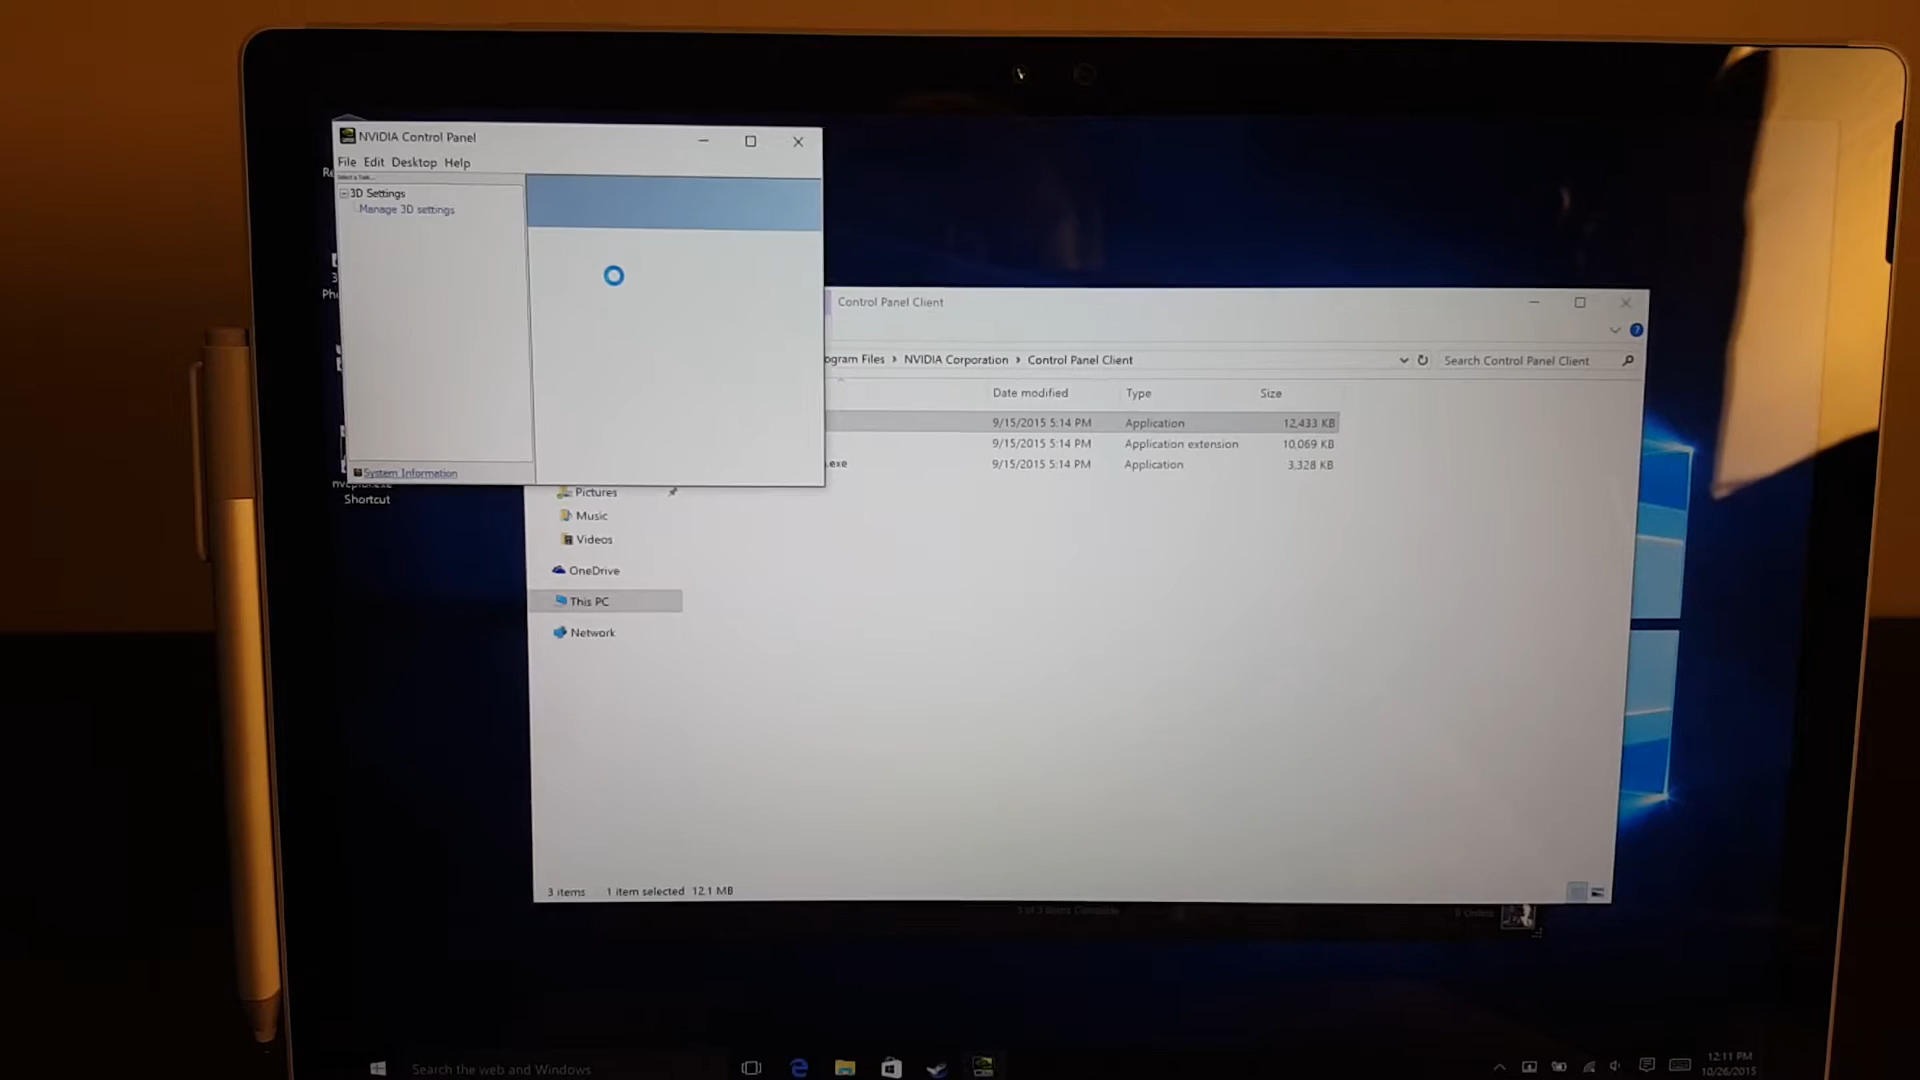 NVIDIA Control Panel
File Edit Desktop Help
Select a Task...
3D Settings
Manage 3D settings
System Information
Shortcut
Control Panel Client
ogram Files > NVIDIA Corporation > Control Panel Client
Search Control Panel Client
Date modified Type Size
9/15/2015 5:14 PM Application 12,433 KB
9/15/2015 5:14 PM Application extension 10,069 KB
.exe 9/15/2015 5:14 PM Application 3,328 KB
Pictures
Music
Videos
OneDrive
This PC
Network
3 items 1 item selected 12.1 MB
Search the web and Windows
12:11 PM
10/26/2015